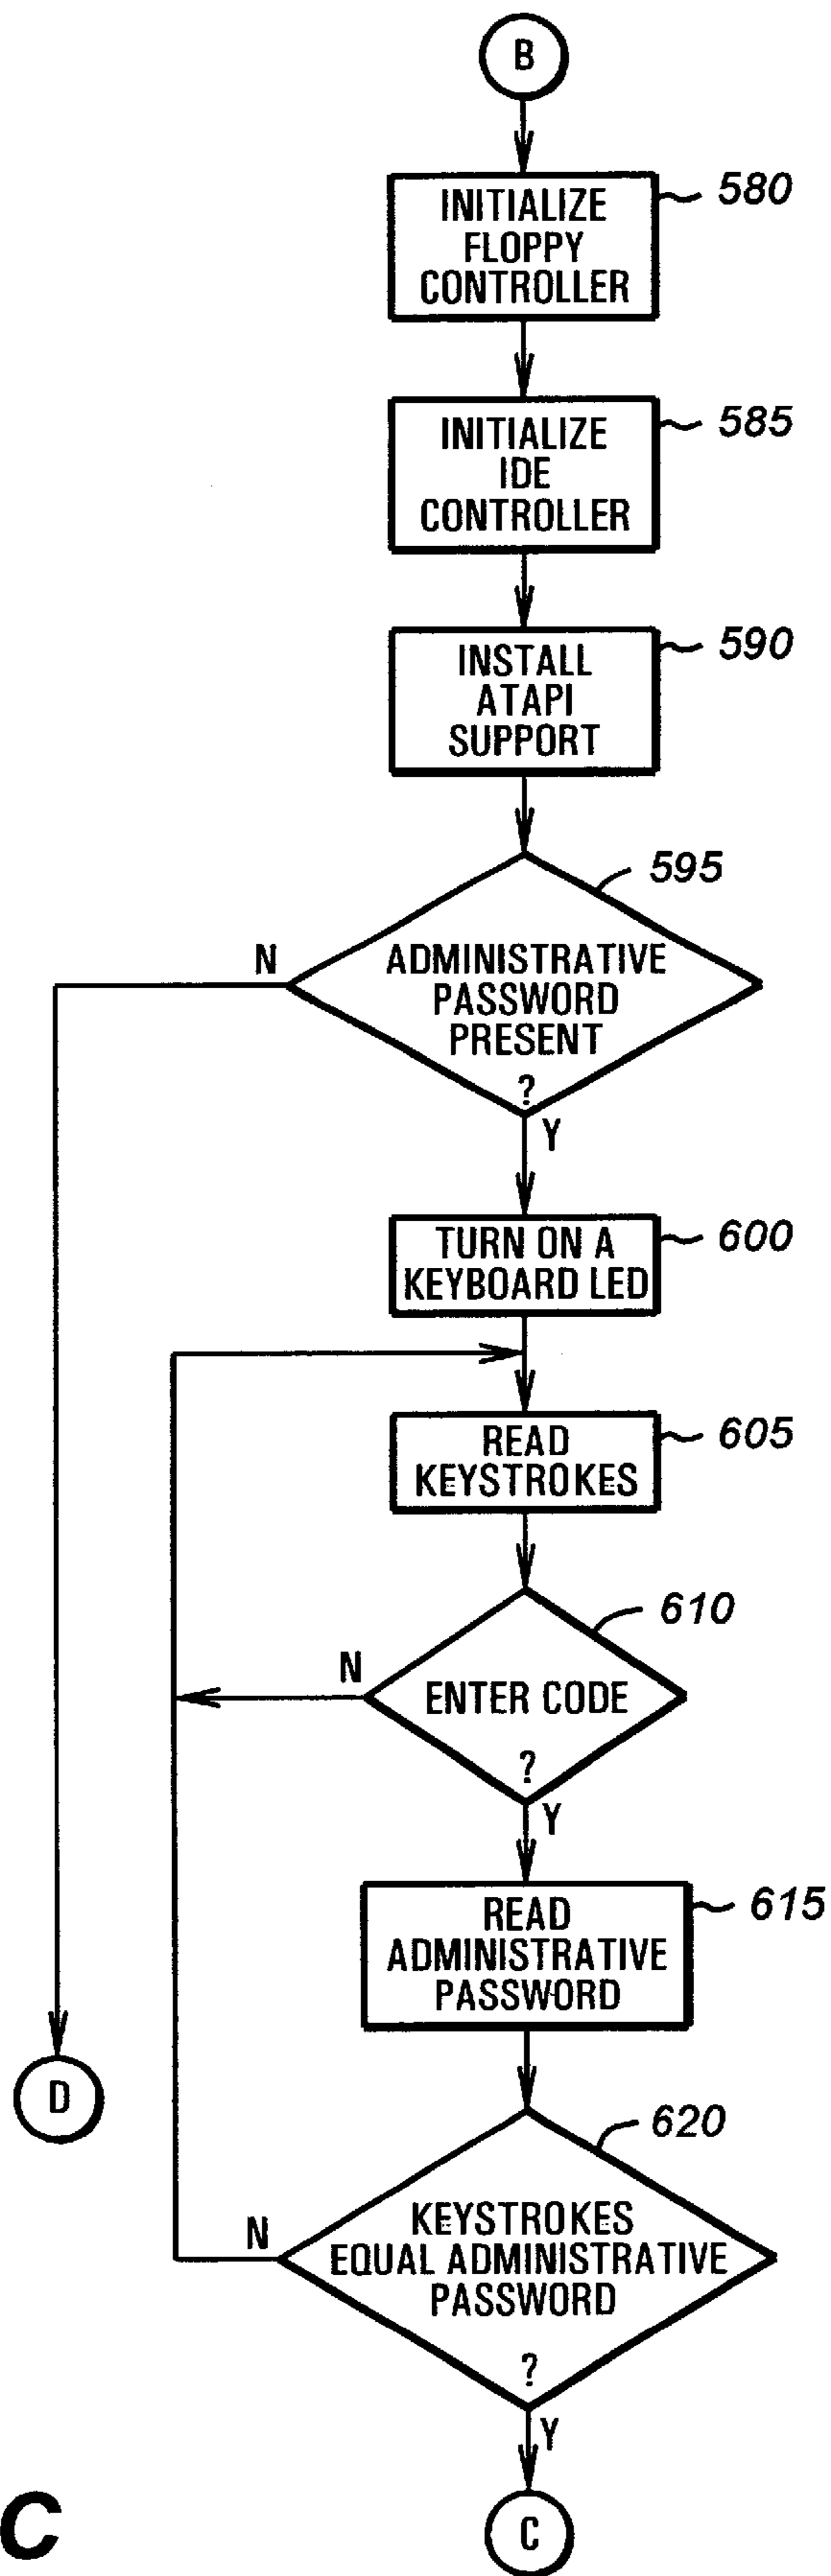 B
INITIALIZE
FLOPPY
CONTROLLER
580
INITIALIZE
IDE
CONTROLLER
585
INSTALL
ATAPI
SUPPORT
590
595
N
ADMINISTRATIVE
PASSWORD
PRESENT
?
Y
TURN ON A
KEYBOARD LED
600
READ
KEYSTROKES
605
610
N
ENTER CODE
?
Y
READ
ADMINISTRATIVE
PASSWORD
615
D
620
N
KEYSTROKES
EQUAL ADMINISTRATIVE
PASSWORD
?
Y
C
C